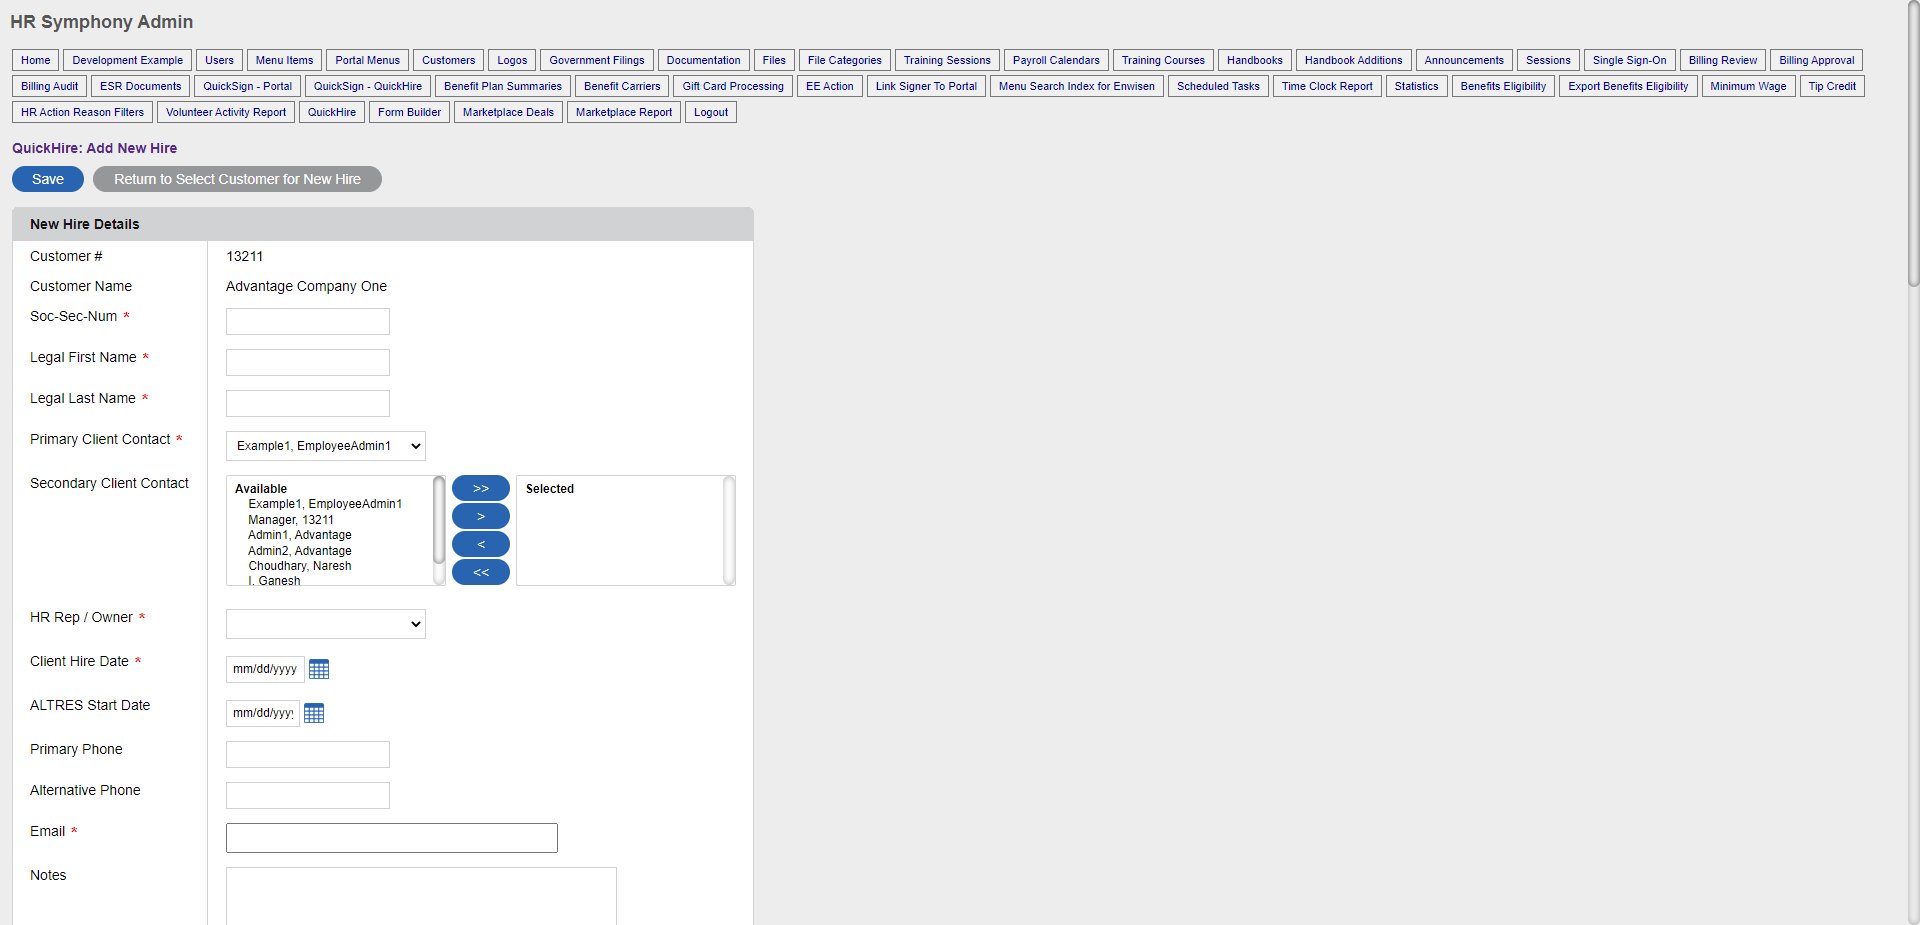 HR Symphony Admin
Home Development Example Users Menu Items Portal Menus Customers Logos Government Filings Documentation Files File Categories Training Sessions Payroll Calendars Training Courses Handbooks Handbook Additions Announcements Sessions Single Sign-On Billing Review Billing Approval
Billing Audit ESR Documents QuickSign - Portal QuickSign - QuickHire Benefit Plan Summaries Benefit Carriers Gift Card Processing EE Action Link Signer To Portal Menu Search Index for Enwisen Scheduled Tasks Time Clock Report Statistics Benefits Eligibility Export Benefits Eligibility Minimum Wage Tip Credit
HR Action Reason Filters Volunteer Activity Report QuickHire Form Builder Marketplace Deals Marketplace Report Logout
QuickHire: Add New Hire
Save Return to Select Customer for New Hire
New Hire Details
Customer # 13211
Customer Name Advantage Company One
Soc-Sec-Num *
Legal First Name *
Legal Last Name *
Primary Client Contact * Example1, EmployeeAdmin1
Secondary Client Contact
Available
Example1, EmployeeAdmin1
Manager, 13211
Admin1, Advantage
Admin2, Advantage
Choudhary, Naresh
I, Ganesh
>>
>
<
<<
Selected
HR Rep / Owner *
Client Hire Date * mm/dd/yyyy
ALTRES Start Date mm/dd/yyyy
Primary Phone
Alternative Phone
Email *
Notes